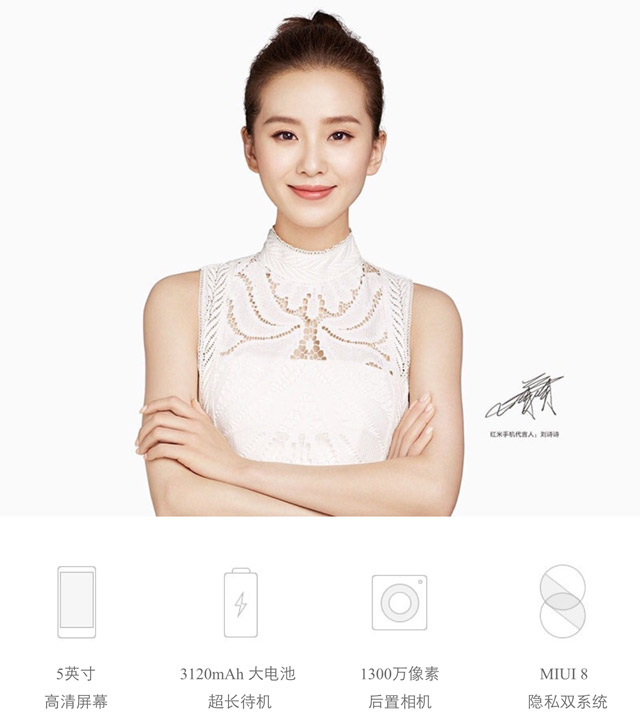 红米手机代言人：刘诗诗
5英寸
高清屏幕
3120mAh 大电池
超长待机
1300万像素
后置相机
MIUI 8
隐私双系统